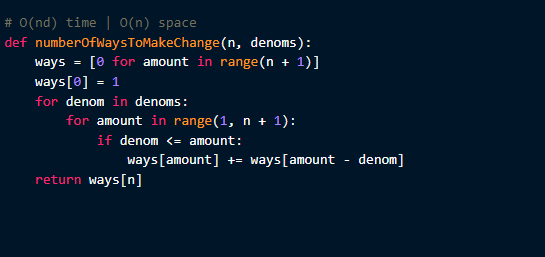 # O(nd) time | O(n) space
def numberOfWaysToMakeChange(n, denoms):
    ways = [0 for amount in range(n + 1)]
    ways[0] = 1
    for denom in denoms:
        for amount in range(1, n + 1):
            if denom <= amount:
                ways[amount] += ways[amount - denom]
    return ways[n]